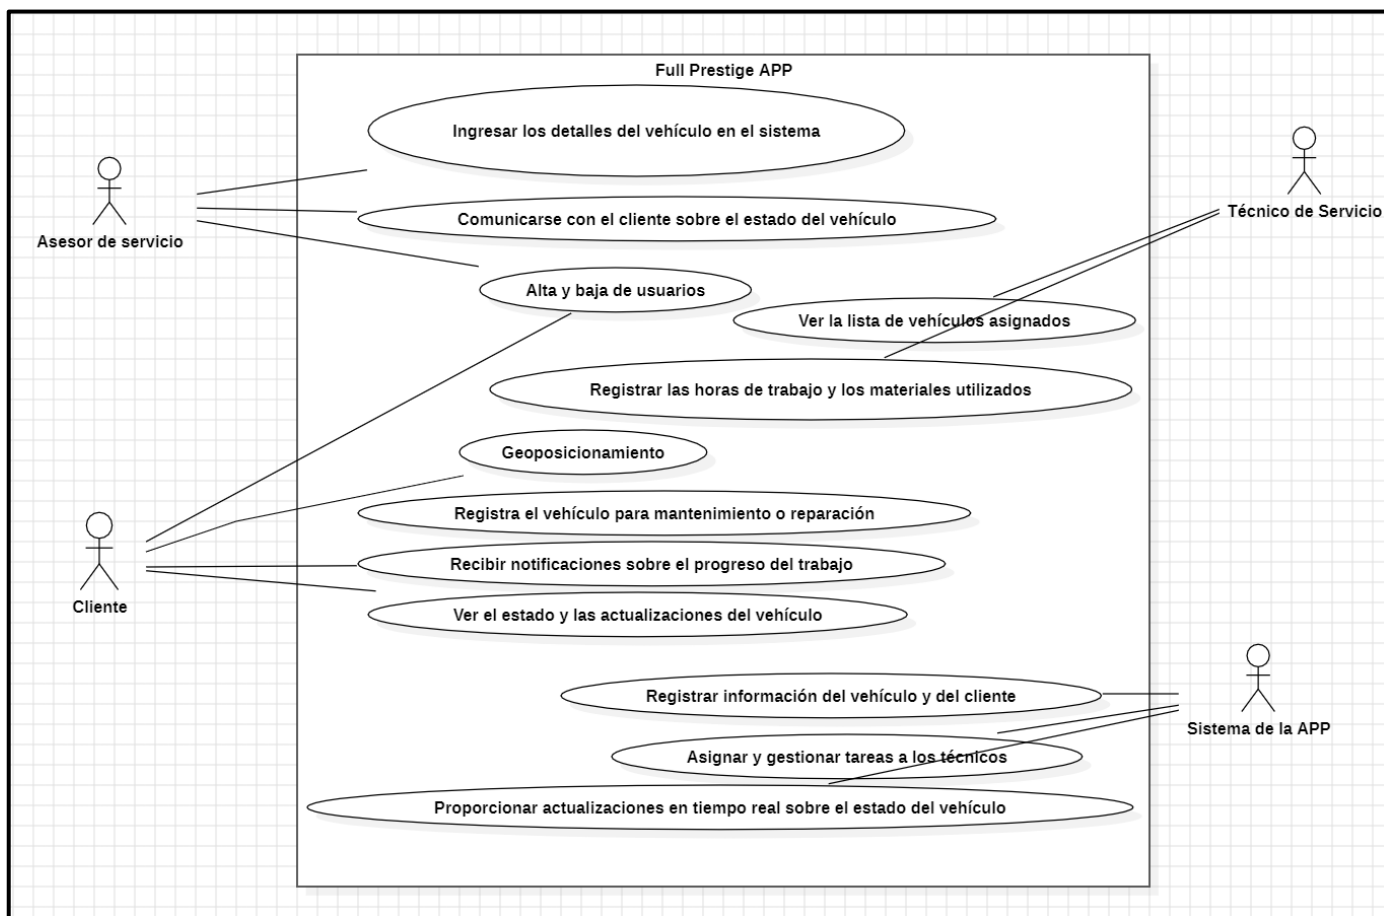 Full Prestige APP
Ingresar los detalles del vehículo en el sistema
Asesor de servicio
Técnico de Servicio
Comunicarse con el cliente sobre el estado del vehículo
Alta y baja de usuarios
Ver la lista de vehículos asignados
Registrar las horas de trabajo y los materiales utilizados
Geoposicionamiento
Registra el vehículo para mantenimiento o reparación
Recibir notificaciones sobre el progreso del trabajo
Cliente
Ver el estado y las actualizaciones del vehículo
Registrar información del vehículo y del cliente
Sistema de la APP
Asignar y gestionar tareas a los técnicos
Proporcionar actualizaciones en tiempo real sobre el estado del vehículo